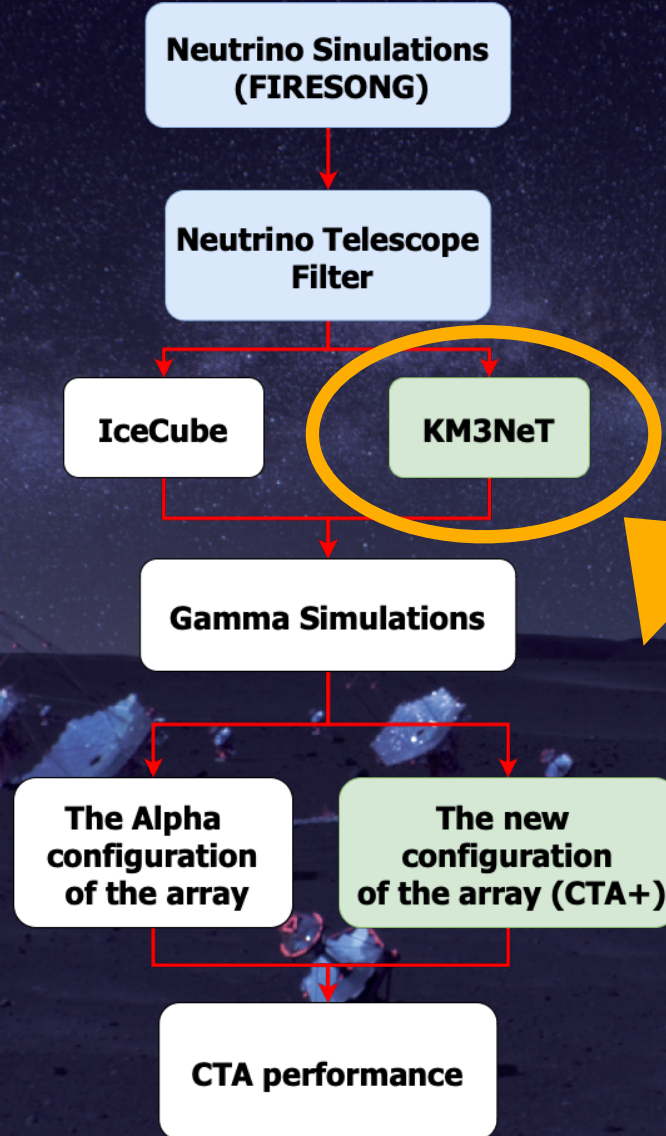 Neutrino Sinulations
(FIRESONG)
Neutrino Telescope
Filter
IceCube
KM3NeT
Gamma Simulations
The Alpha
configuration
of the array
The new
configuration
of the array (CTA+)
CTA performance